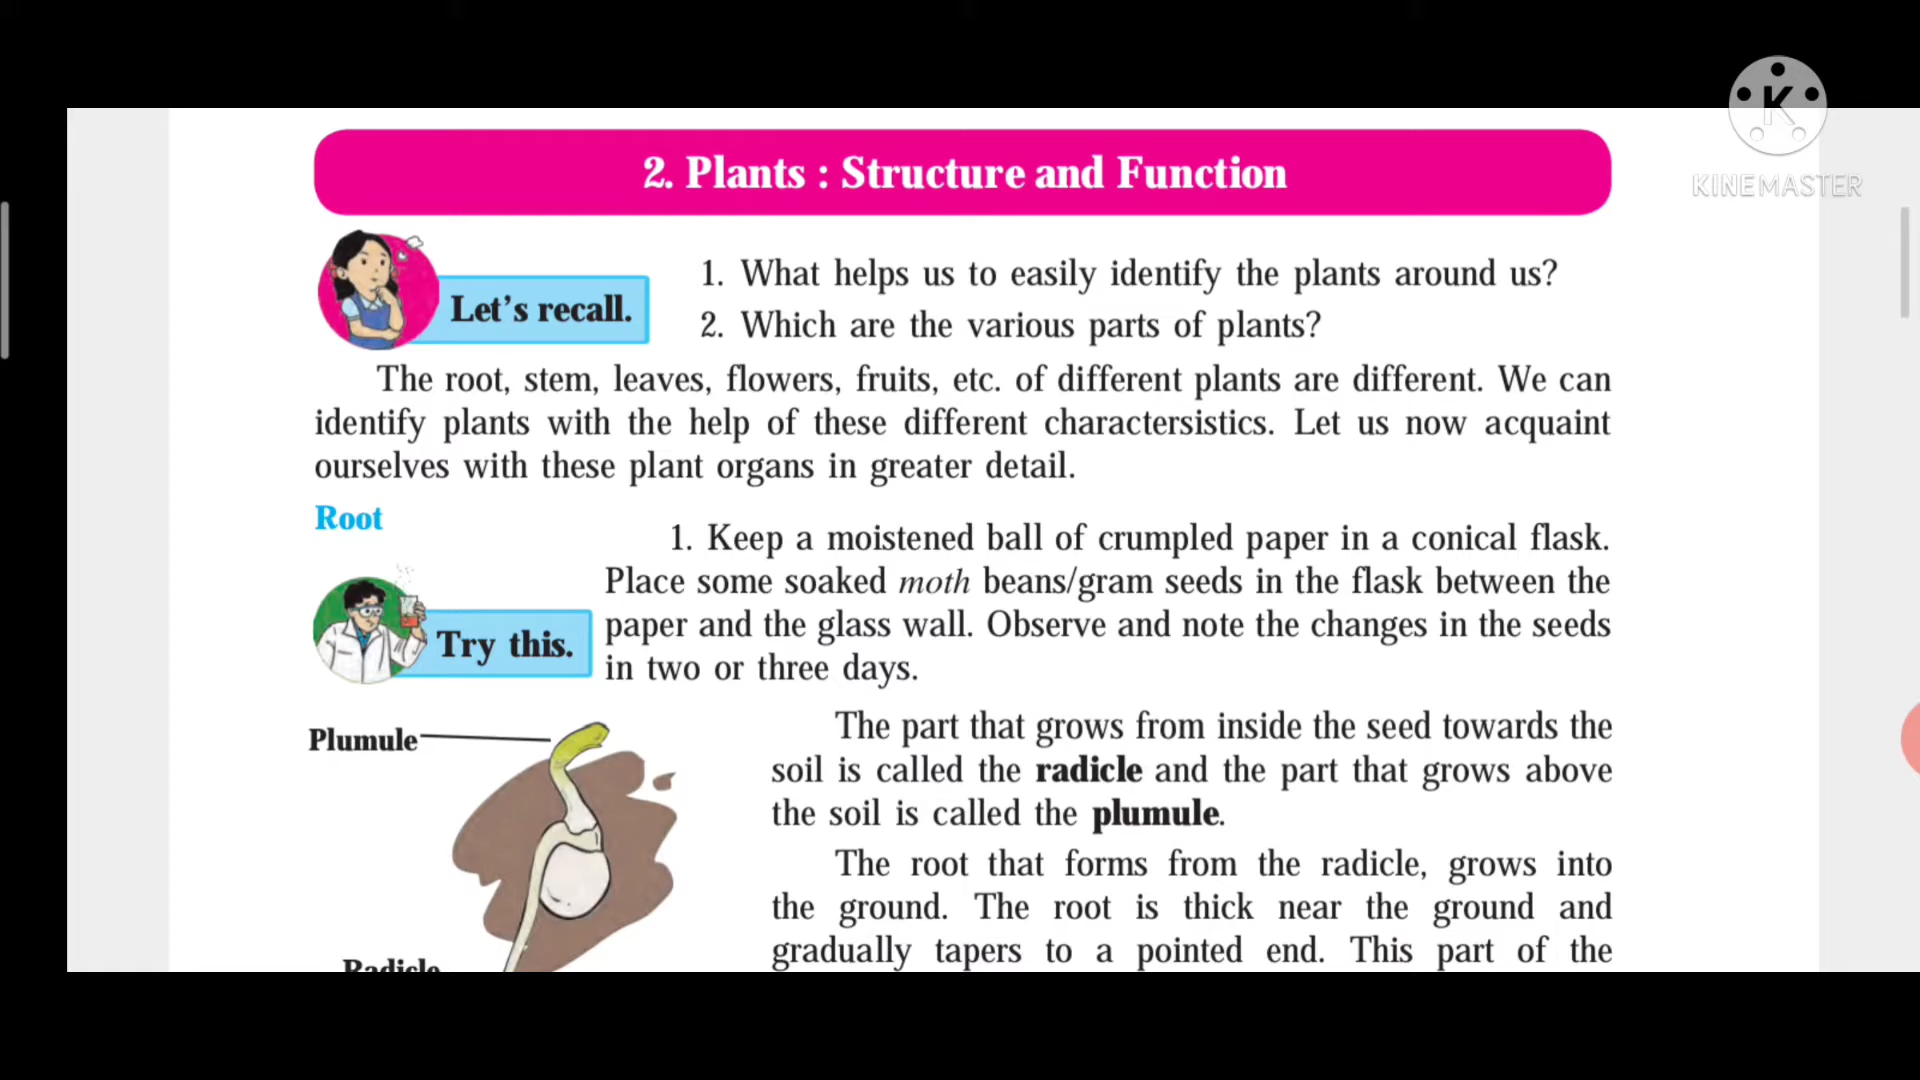 KINEMASTER
2. Plants : Structure and Function
Let's recall.
1. What helps us to easily identify the plants around us?
2. Which are the various parts of plants?
The root, stem, leaves, flowers, fruits, etc. of different plants are different. We can
identify plants with the help of these different charactersistics. Let us now acquaint
ourselves with these plant organs in greater detail.
Root
Try this.
1. Keep a moistened ball of crumpled paper in a conical flask.
Place some soaked moth beans/gram seeds in the flask between the
paper and the glass wall. Observe and note the changes in the seeds
in two or three days.
Plumule
Radicle
The part that grows from inside the seed towards the
soil is called the radicle and the part that grows above
the soil is called the plumule.
The root that forms from the radicle, grows into
the ground. The root is thick near the ground and
gradually tapers to a pointed end. This part of the